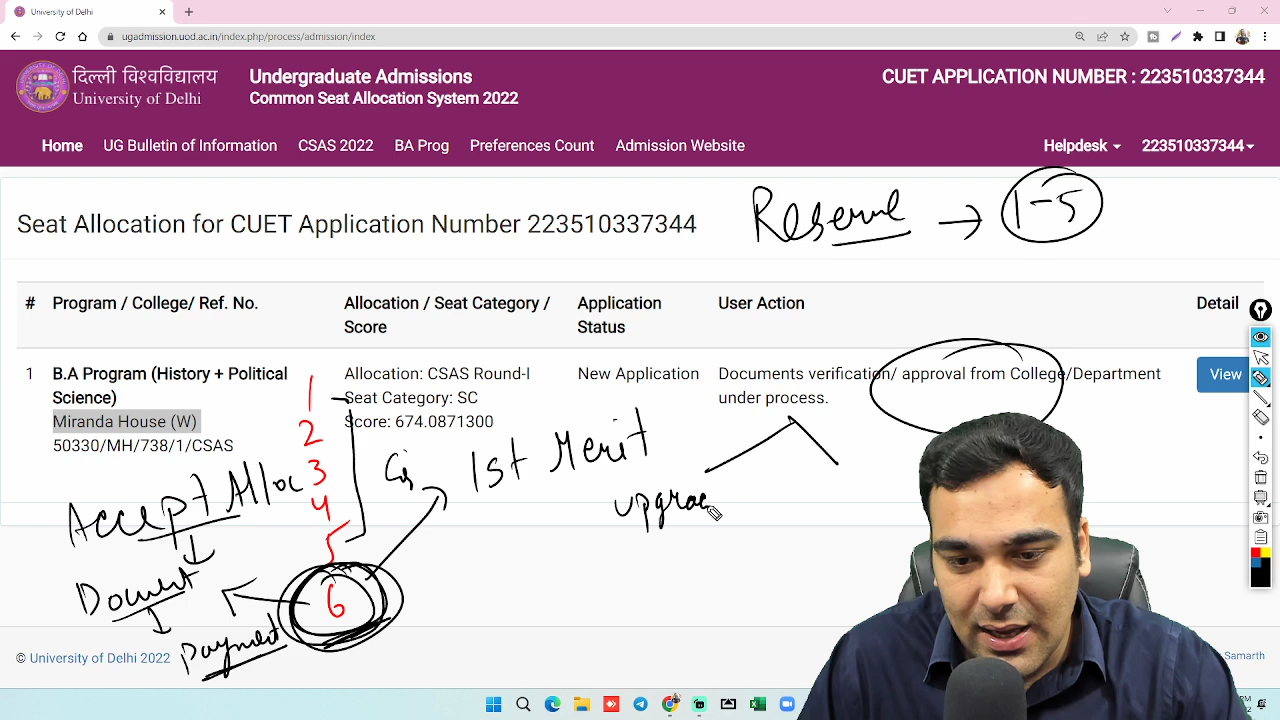 University of Delhi
ugadmission.uod.ac.in/index.php/process/admission/index
दिल्ली विश्वविद्यालय
University of Delhi
Undergraduate Admissions
Common Seat Allocation System 2022
CUET APPLICATION NUMBER : 223510337344
Home UG Bulletin of Information CSAS 2022 BA Prog Preferences Count Admission Website Helpdesk 223510337344
Seat Allocation for CUET Application Number 223510337344
Reserve → 1-5
# Program / College/ Ref. No. Allocation / Seat Category / Score Application Status User Action Detail
1 B.A Program (History + Political Science)
Miranda House (W)
50330/MH/738/1/CSAS
Allocation: CSAS Round-I
Seat Category: SC
Score: 674.0871300
New Application
Documents verification/ approval from College/Department under process.
View
1
2
3
4
5
6
1st Merit
upgrac
Accept Alloc
Payment
© University of Delhi 2022
Samarth